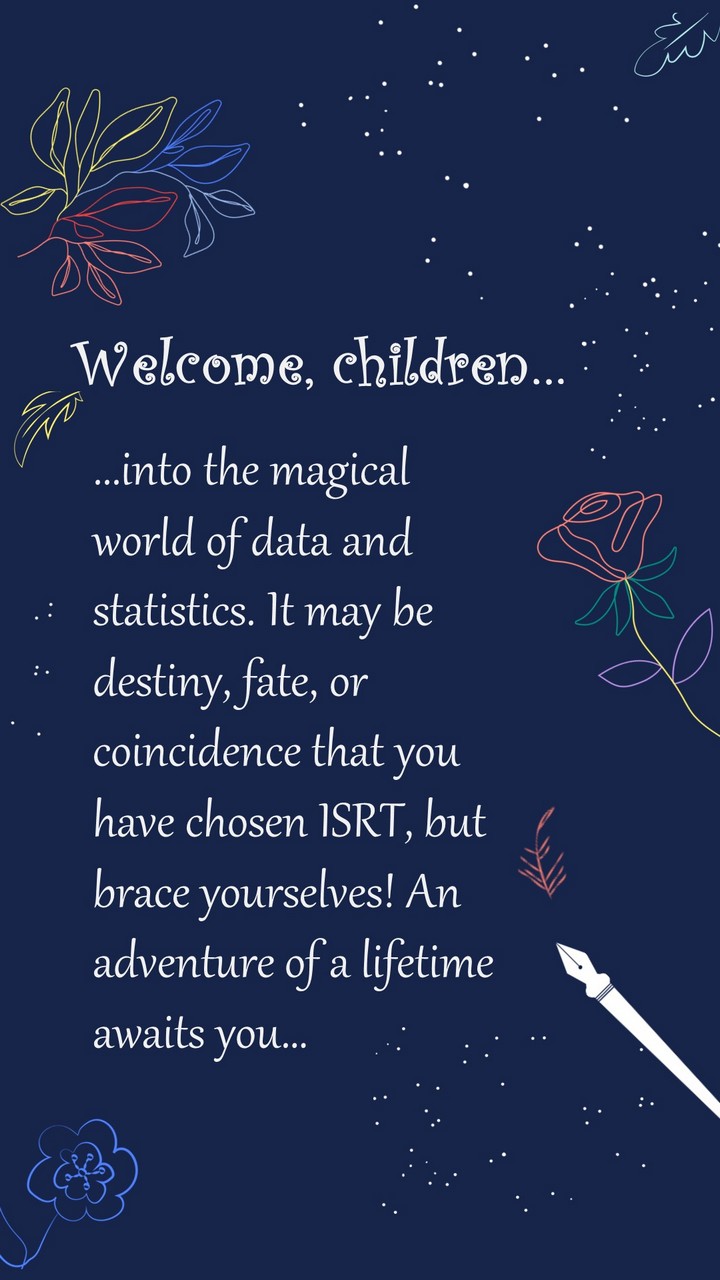 Welcome, children...
...into the magical
world of data and
statistics. It may be
destiny, fate, or
coincidence that you
have chosen ISRT, but
brace yourselves! An
adventure of a lifetime
awaits you...